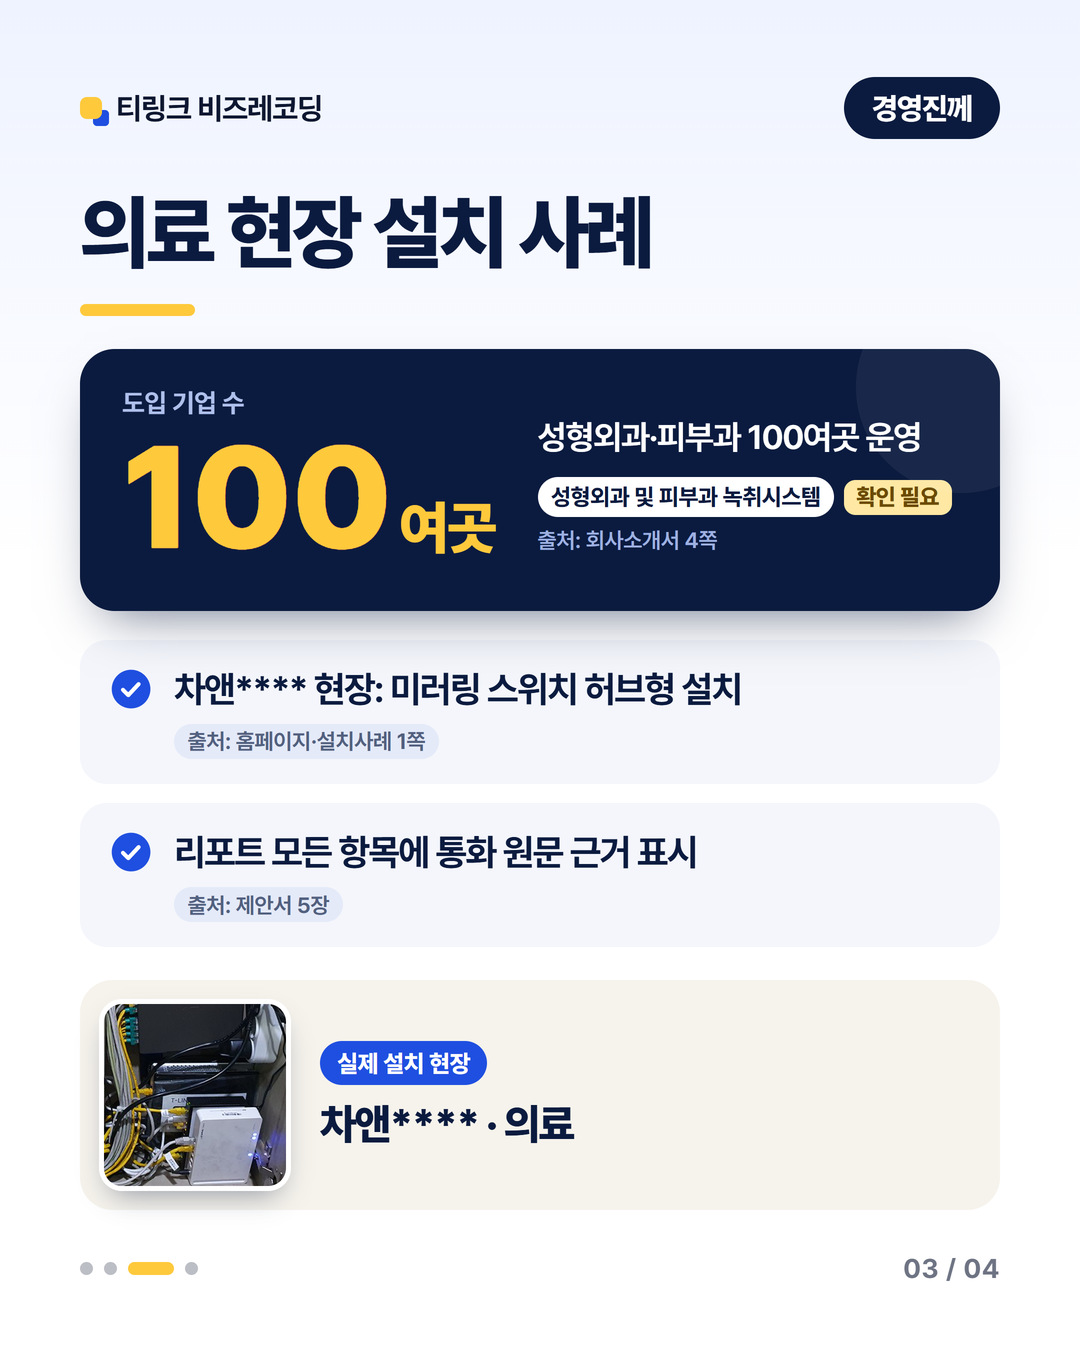 티링크 비즈레코딩
경영진께
의료 현장 설치 사례
도입 기업 수
100여곳
성형외과·피부과 100여곳 운영
성형외과 및 피부과 녹취시스템
확인 필요
출처: 회사소개서 4쪽
차앤**** 현장: 미러링 스위치 허브형 설치
출처: 홈페이지·설치사례 1쪽
리포트 모든 항목에 통화 원문 근거 표시
출처: 제안서 5장
실제 설치 현장
차앤**** · 의료
03 / 04